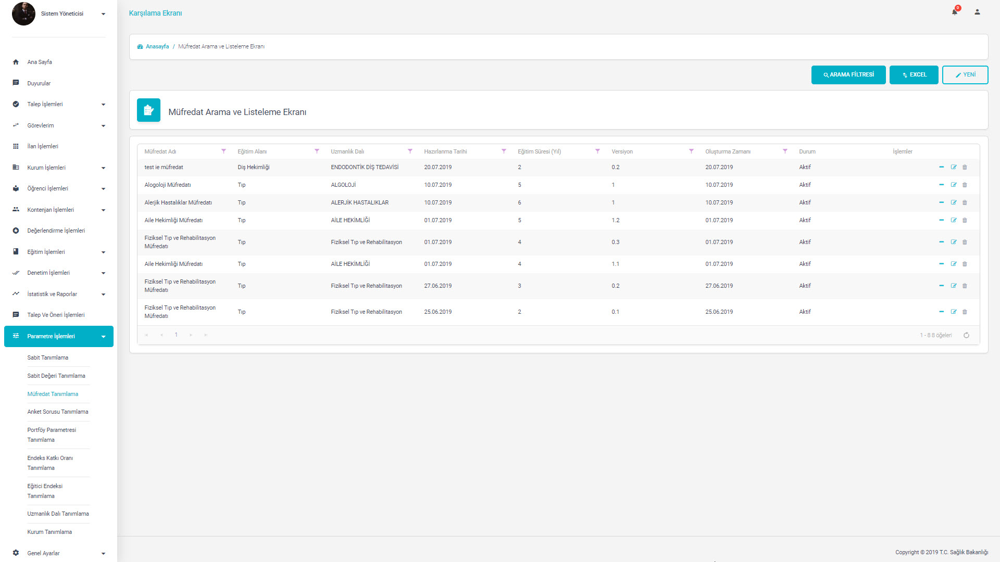 Sistem Yöneticisi
Karşılama Ekranı
0
Anasayfa / Müfredat Arama ve Listeleme Ekranı
ARAMA FİLTRESİ
EXCEL
YENİ
Müfredat Arama ve Listeleme Ekranı
Ana Sayfa
Duyurular
Talep İşlemleri
Görevlerim
İlan İşlemleri
Kurum İşlemleri
Öğrenci İşlemleri
Kontenjan İşlemleri
Değerlendirme İşlemleri
Eğitim İşlemleri
Denetim İşlemleri
İstatistik ve Raporlar
Talep Ve Öneri İşlemleri
Parametre İşlemleri
Sabit Tanımlama
Sabit Değeri Tanımlama
Müfredat Tanımlama
Anket Sorusu Tanımlama
Portföy Parametresi
Tanımlama
Endeks Katkı Oranı
Tanımlama
Eğitici Endeksi
Tanımlama
Uzmanlık Dalı Tanımlama
Kurum Tanımlama
Genel Ayarlar
Müfredat Adı Eğitim Alanı Uzmanlık Dalı Hazırlanma Tarihi Eğitim Süresi (Yıl) Versiyon Oluşturma Zamanı Durum İşlemler
test ie müfredat Diş Hekimliği ENDODONTİK DİŞ TEDAVİSİ 20.07.2019 2 0.2 20.07.2019 Aktif
Alogoloji Müfredatı Tıp ALGOLOJİ 10.07.2019 5 1 10.07.2019 Aktif
Alerjik Hastalıklar Müfredatı Tıp ALERJİK HASTALIKLAR 10.07.2019 6 1 10.07.2019 Aktif
Aile Hekimliği Müfredatı Tıp AİLE HEKİMLİĞİ 01.07.2019 5 1.2 01.07.2019 Aktif
Fiziksel Tıp ve Rehabilitasyon
Müfredatı Tıp Fiziksel Tıp ve Rehabilitasyon 01.07.2019 4 0.3 01.07.2019 Aktif
Aile Hekimliği Müfredatı Tıp AİLE HEKİMLİĞİ 01.07.2019 4 1.1 01.07.2019 Aktif
Fiziksel Tıp ve Rehabilitasyon
Müfredatı Tıp Fiziksel Tıp ve Rehabilitasyon 27.06.2019 3 0.2 27.06.2019 Aktif
Fiziksel Tıp ve Rehabilitasyon
Müfredatı Tıp Fiziksel Tıp ve Rehabilitasyon 25.06.2019 2 0.1 25.06.2019 Aktif
1
1 - 8 8 öğeleri
Copyright © 2019 T.C. Sağlık Bakanlığı